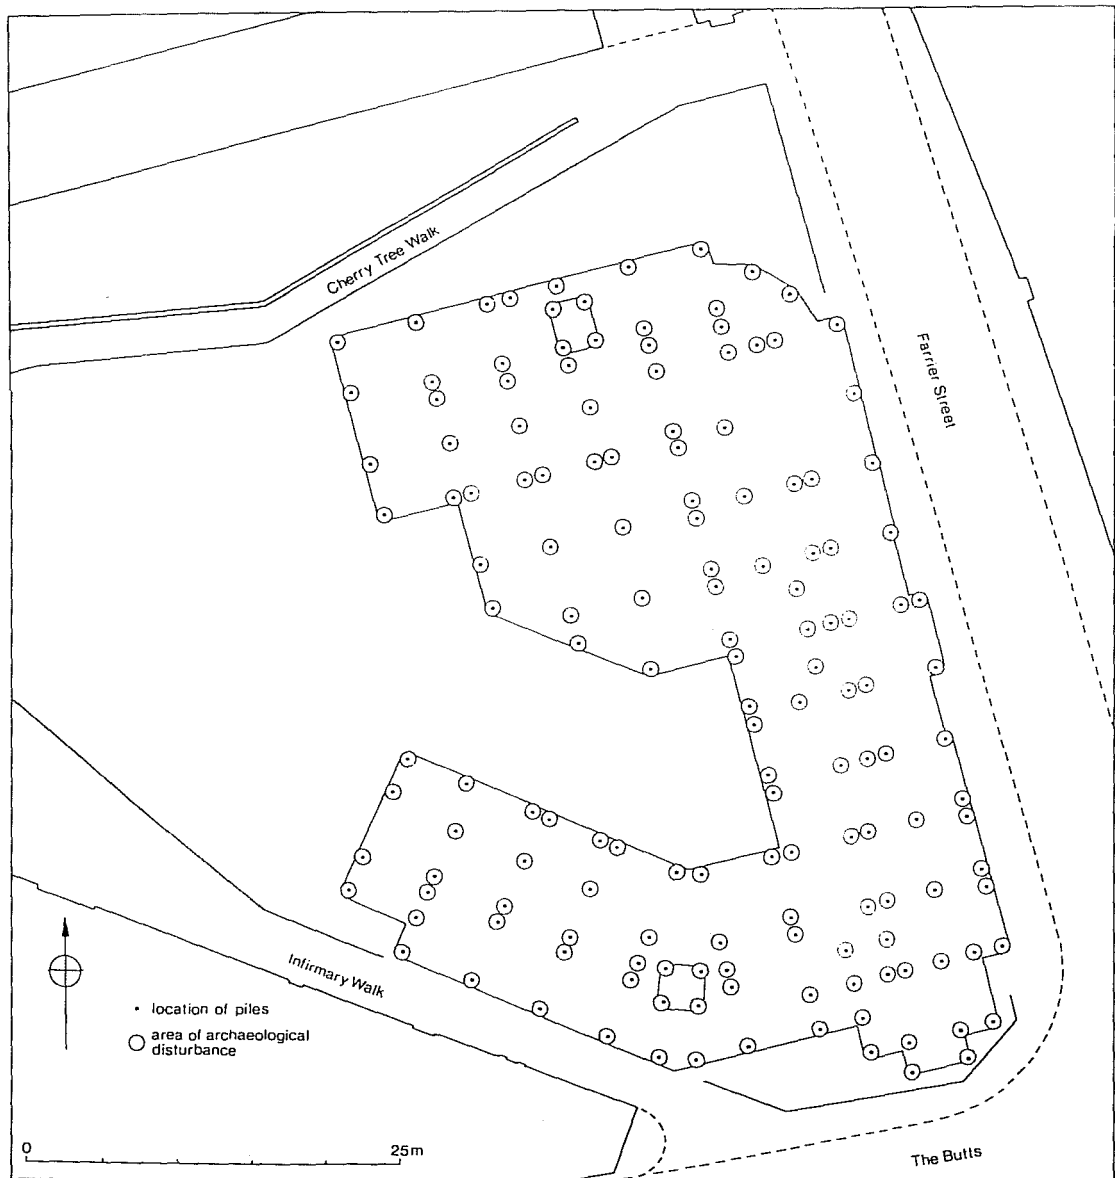 Cherry Tree Walk
Farrier Street
Infirmary Walk
location of piles
area of archaeological
disturbance
0
25m
The Butts